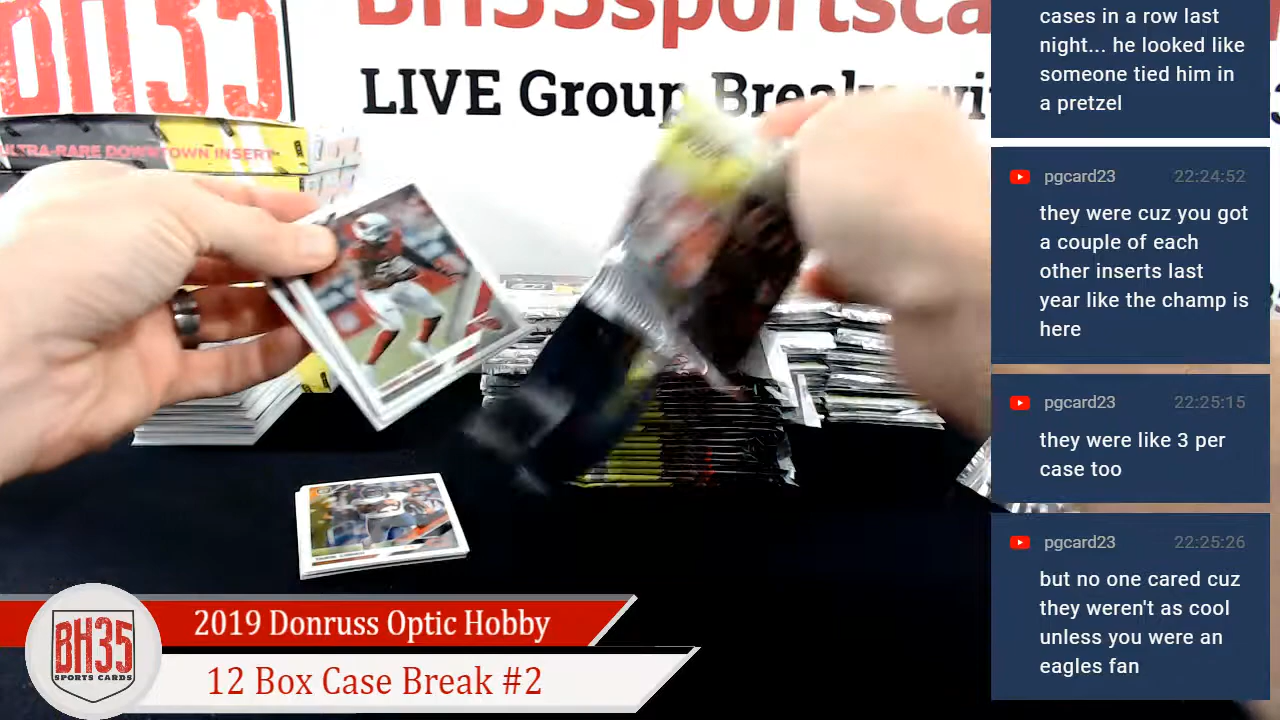 BH35
BH35sportsca
LIVE Group Breaks wi
ULTRA-RARE DOWNTOWN INSERT
cases in a row last
night... he looked like
someone tied him in
a pretzel
pgcard23 22:24:52
they were cuz you got
a couple of each
other inserts last
year like the champ is
here
pgcard23 22:25:15
they were like 3 per
case too
pgcard23 22:25:26
but no one cared cuz
they weren't as cool
unless you were an
eagles fan
BH35
SPORTS CARDS
2019 Donruss Optic Hobby
12 Box Case Break #2